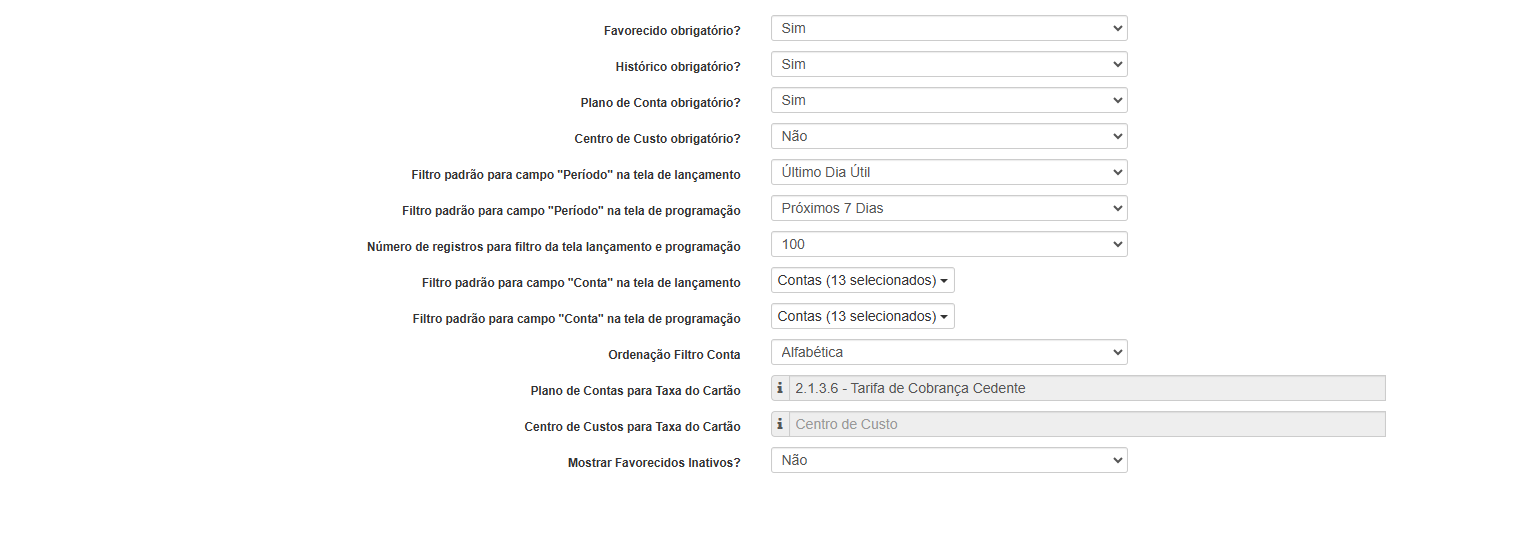 Favorecido obrigatório? Sim
Histórico obrigatório? Sim
Plano de Conta obrigatório? Sim
Centro de Custo obrigatório? Não
Filtro padrão para campo "Período" na tela de lançamento Último Dia Útil
Filtro padrão para campo "Período" na tela de programação Próximos 7 Dias
Número de registros para filtro da tela lançamento e programação 100
Filtro padrão para campo "Conta" na tela de lançamento Contas (13 selecionados)
Filtro padrão para campo "Conta" na tela de programação Contas (13 selecionados)
Ordenação Filtro Conta Alfabética
Plano de Contas para Taxa do Cartão 2.1.3.6 - Tarifa de Cobrança Cedente
Centro de Custos para Taxa do Cartão Centro de Custo
Mostrar Favorecidos Inativos? Não